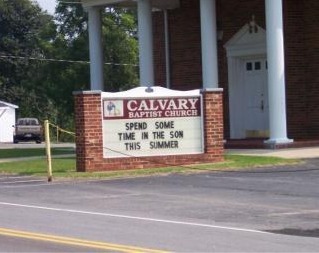 CALVARY
BAPTIST CHURCH
SPEND SOME
TIME IN THE SON
THIS SUMMER